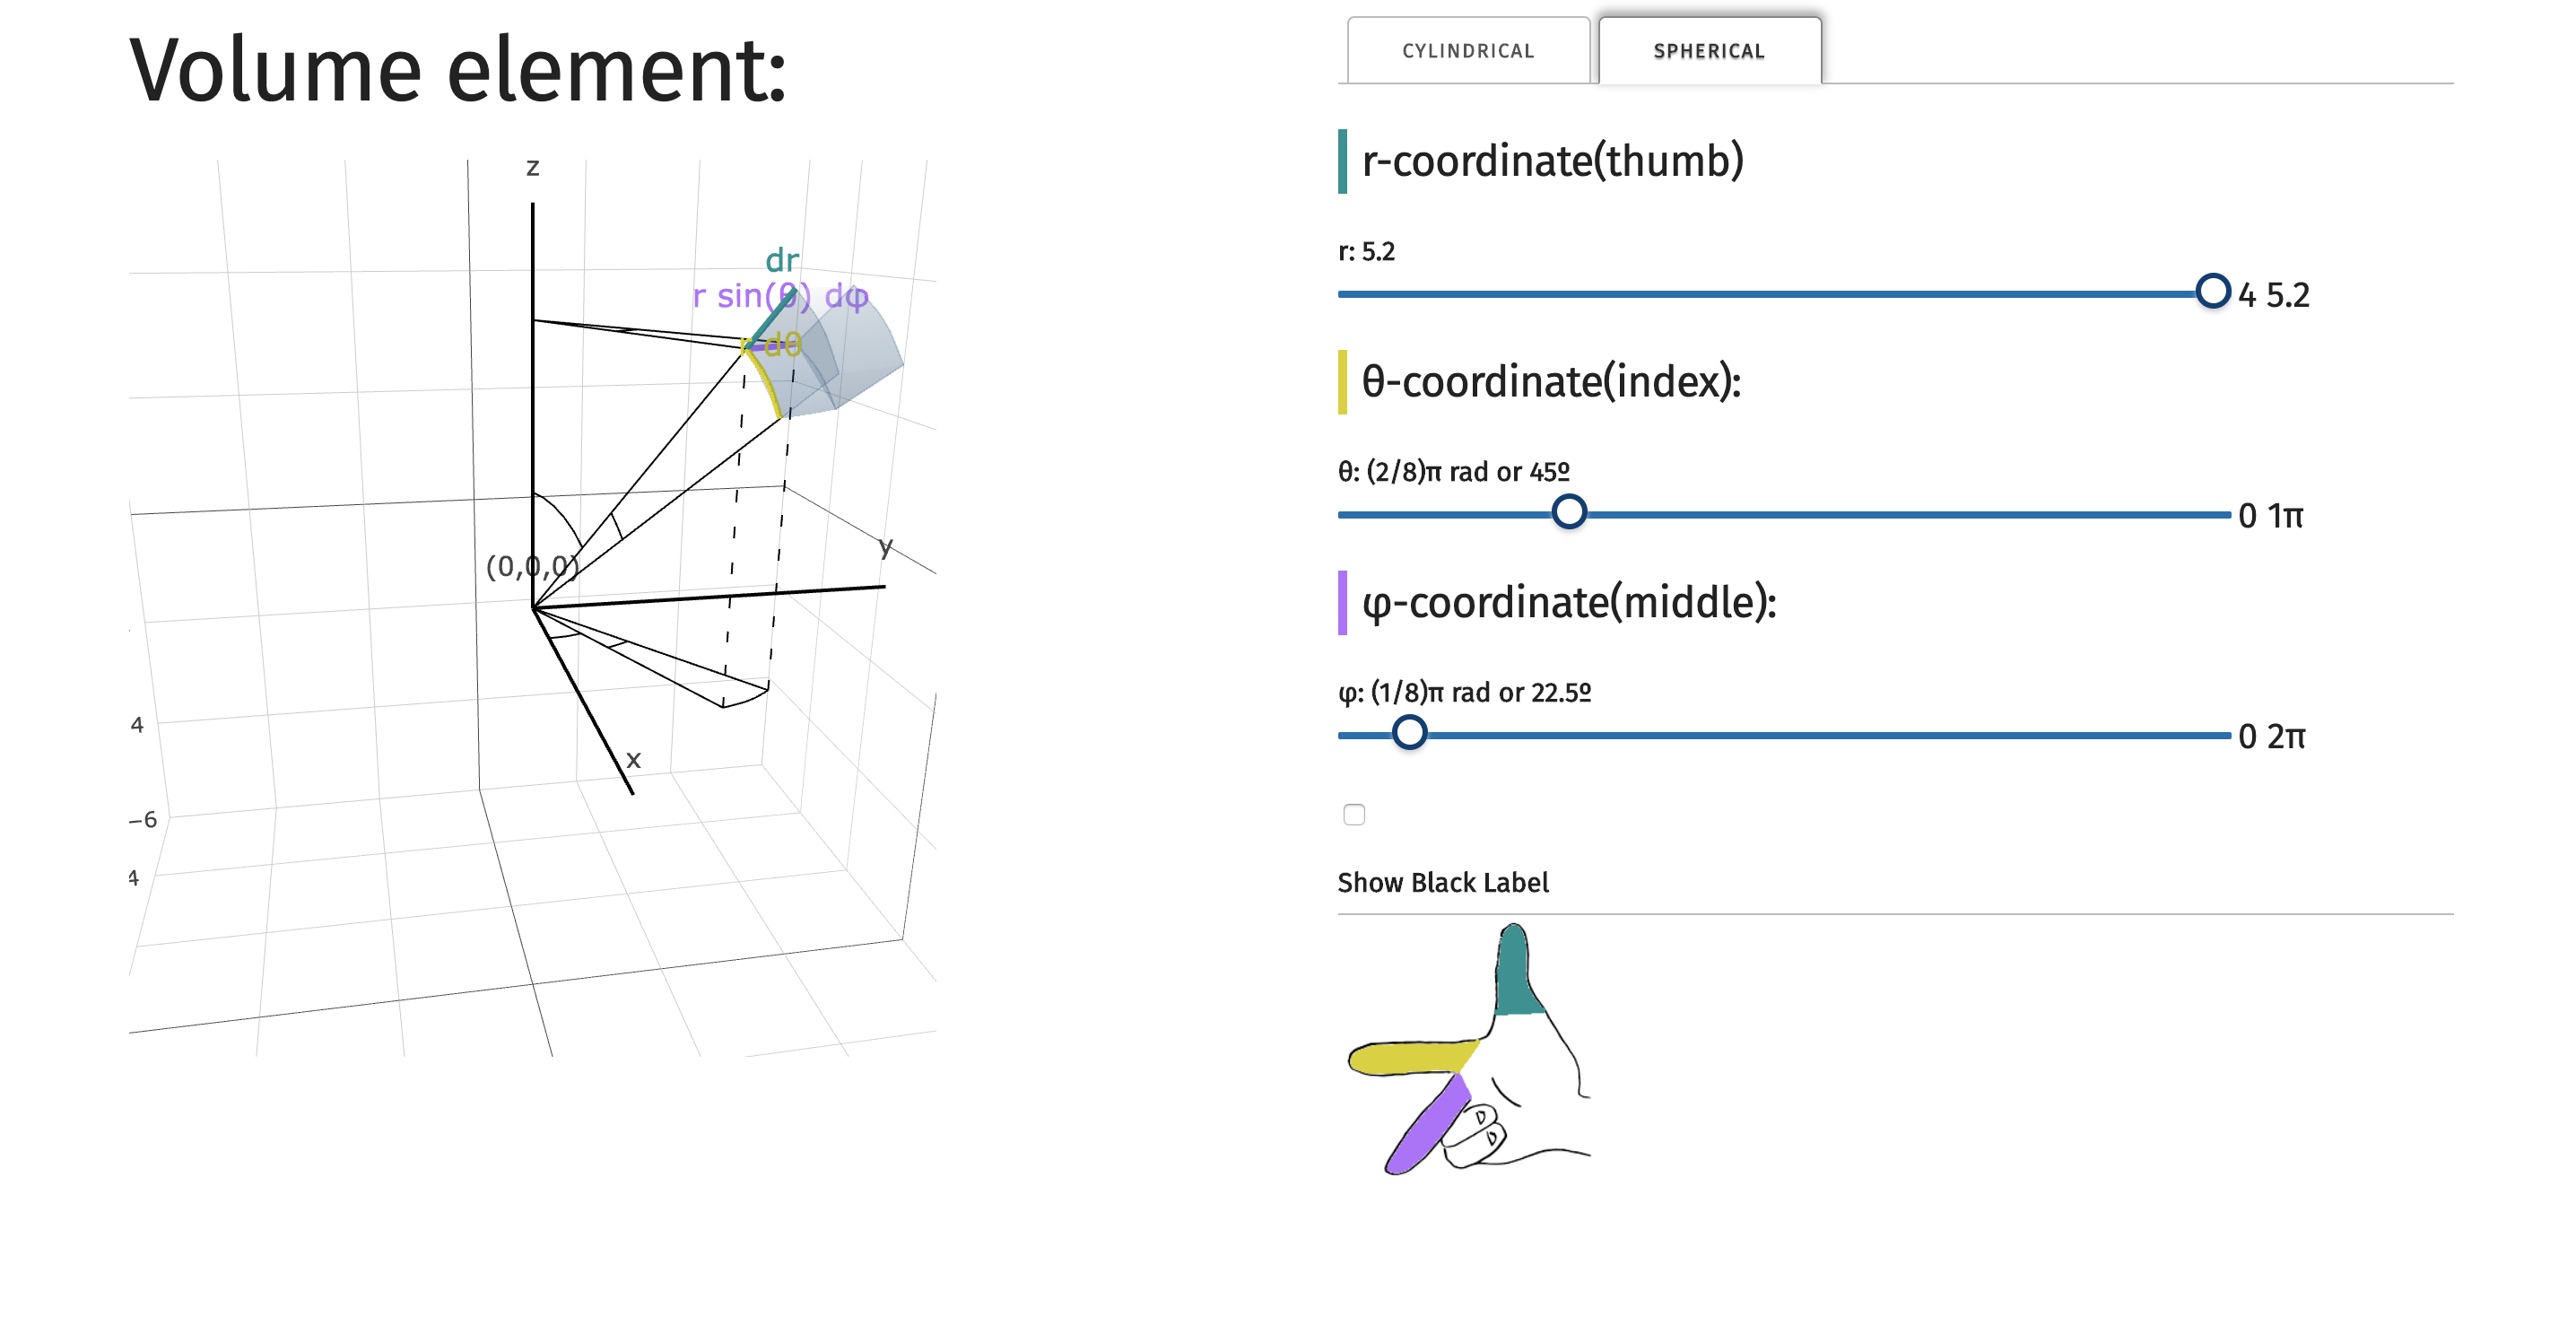 Volume element:
z
dr
r sin(θ) dφ
r dθ
y
(0,0,0)
x
4
−6
4
CYLINDRICAL
SPHERICAL
r-coordinate(thumb)
r: 5.2
4 5.2
θ-coordinate(index):
θ: (2/8)π rad or 45º
0 1π
φ-coordinate(middle):
φ: (1/8)π rad or 22.5º
0 2π
Show Black Label